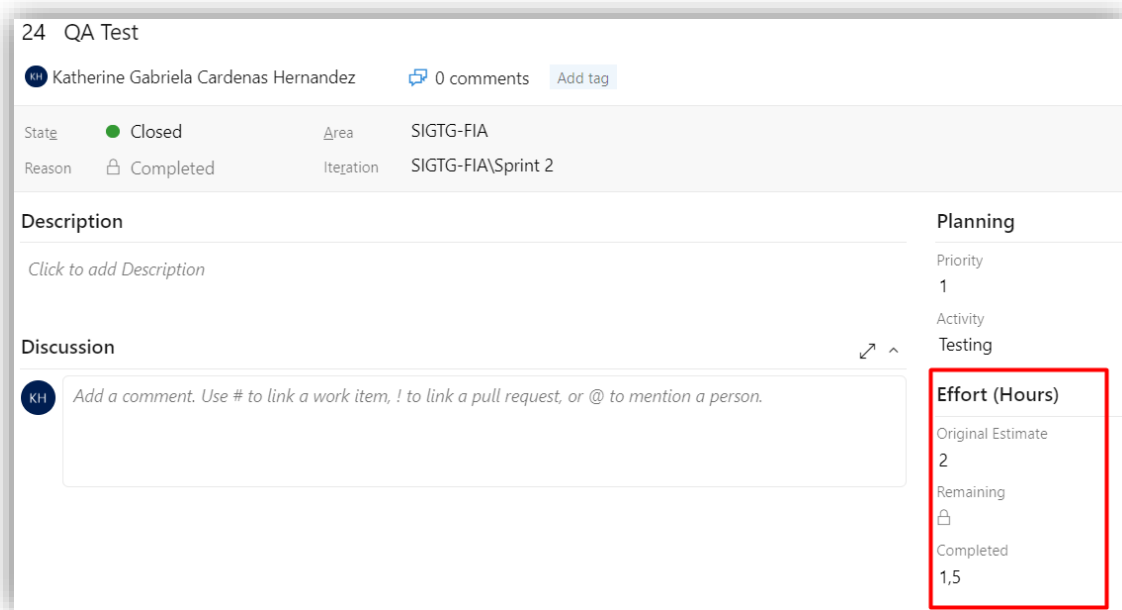 24 QA Test
KH Katherine Gabriela Cardenas Hernandez 0 comments Add tag
State Closed Area SIGTG-FIA
Reason Completed Iteration SIGTG-FIA\Sprint 2
Description
Click to add Description
Discussion
KH Add a comment. Use # to link a work item, ! to link a pull request, or @ to mention a person.
Planning
Priority
1
Activity
Testing
Effort (Hours)
Original Estimate
2
Remaining
Completed
1,5